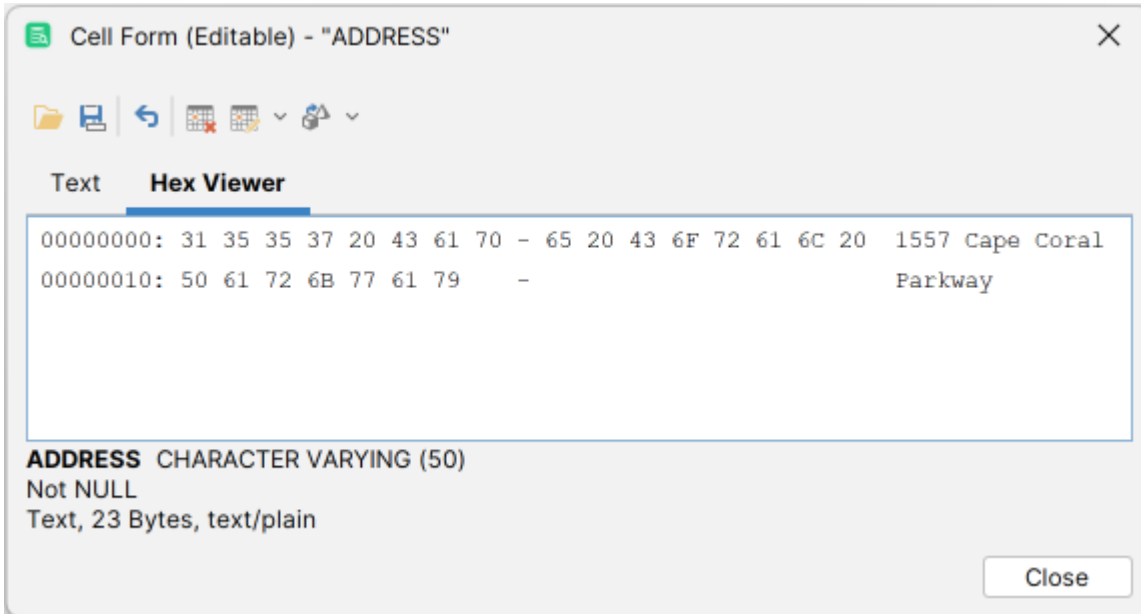 Cell Form (Editable) - "ADDRESS"
Text Hex Viewer
00000000: 31 35 35 37 20 43 61 70 - 65 20 43 6F 72 61 6C 20 1557 Cape Coral
00000010: 50 61 72 6B 77 61 79 - Parkway
ADDRESS CHARACTER VARYING (50)
Not NULL
Text, 23 Bytes, text/plain
Close